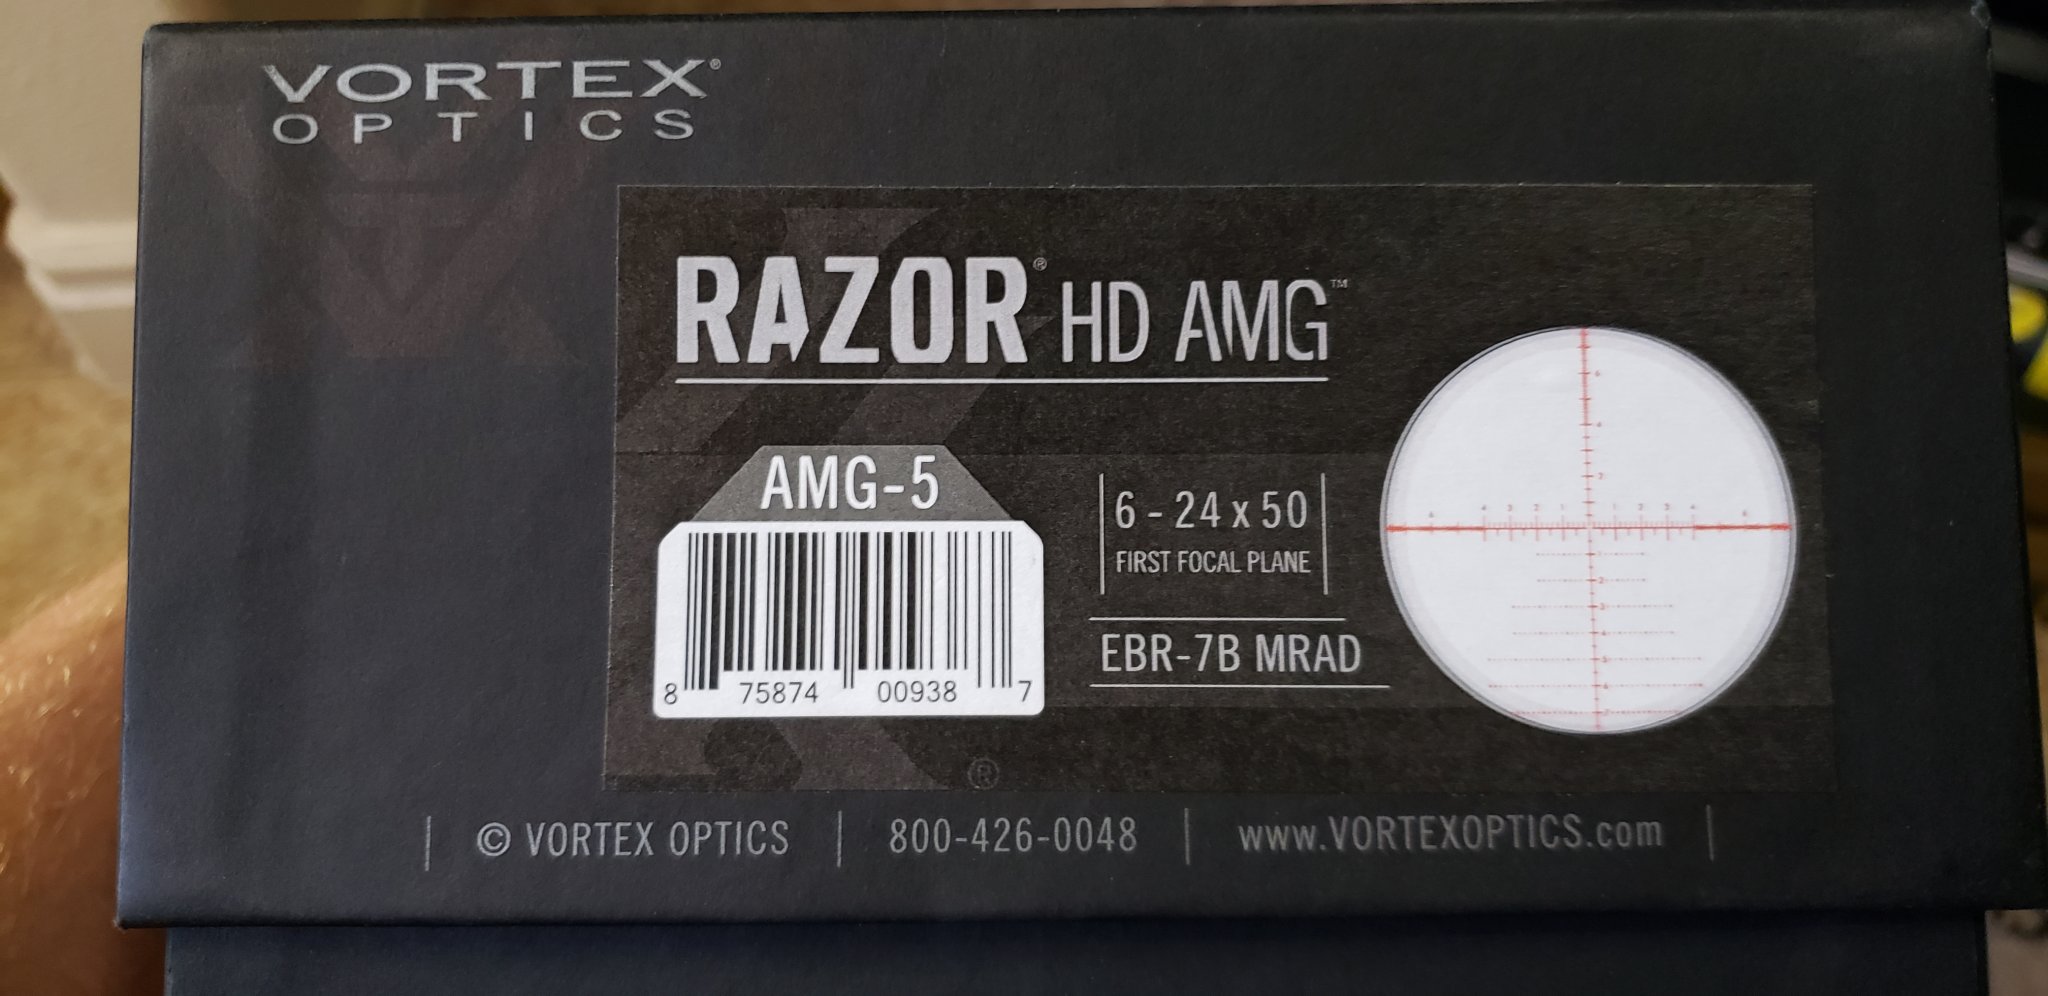 VORTEX®
OPTICS
RAZOR® HD AMG™
AMG-5
6 - 24 x 50
FIRST FOCAL PLANE
EBR-7B MRAD
8 75874 00938 7
®
© VORTEX OPTICS | 800-426-0048 | www.VORTEXOPTICS.com |